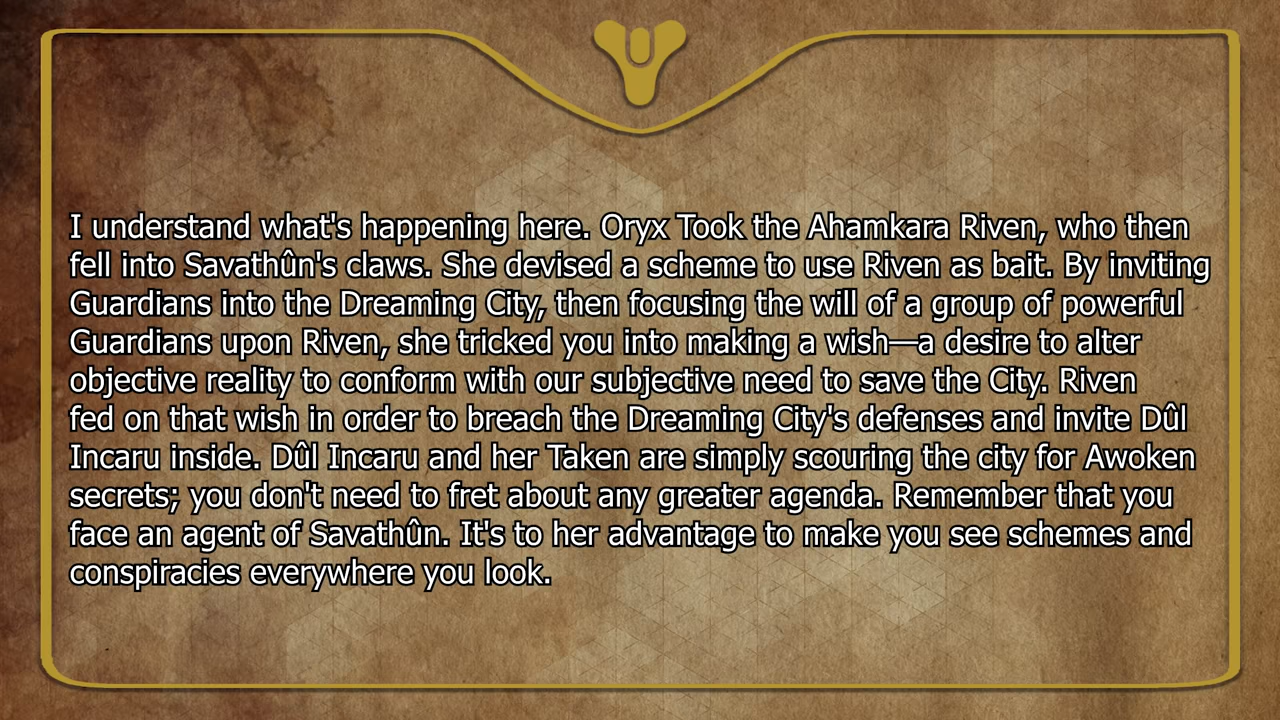 I understand what's happening here. Oryx Took the Ahamkara Riven, who then
fell into Savathûn's claws. She devised a scheme to use Riven as bait. By inviting
Guardians into the Dreaming City, then focusing the will of a group of powerful
Guardians upon Riven, she tricked you into making a wish—a desire to alter
objective reality to conform with our subjective need to save the City. Riven
fed on that wish in order to breach the Dreaming City's defenses and invite Dûl
Incaru inside. Dûl Incaru and her Taken are simply scouring the city for Awoken
secrets; you don't need to fret about any greater agenda. Remember that you
face an agent of Savathûn. It's to her advantage to make you see schemes and
conspiracies everywhere you look.